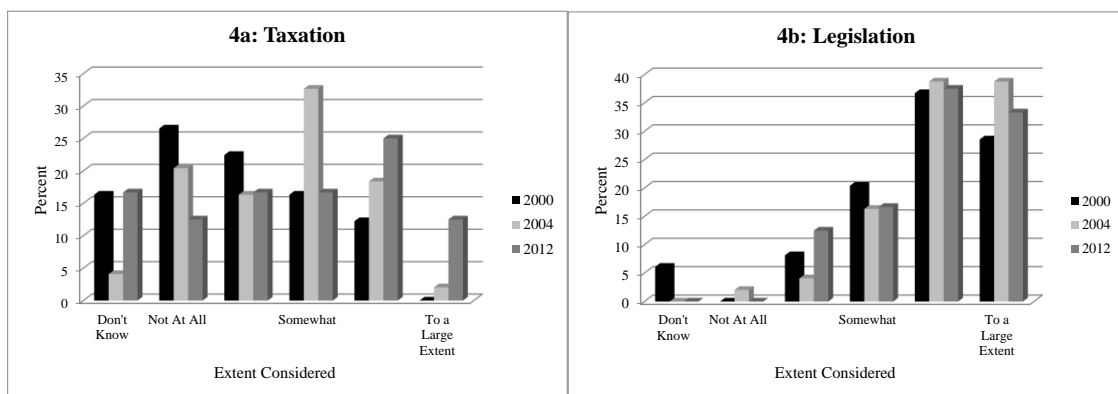 4a: Taxation
35
30
25
20
15
10
5
0
Percent
Don't
Know
Not At All
Somewhat
To a
Large
Extent
Extent Considered
2000
2004
2012
4b: Legislation
40
35
30
25
20
15
10
5
0
Percent
Don't
Know
Not At All
Somewhat
To a
Large
Extent
Extent Considered
2000
2004
2012